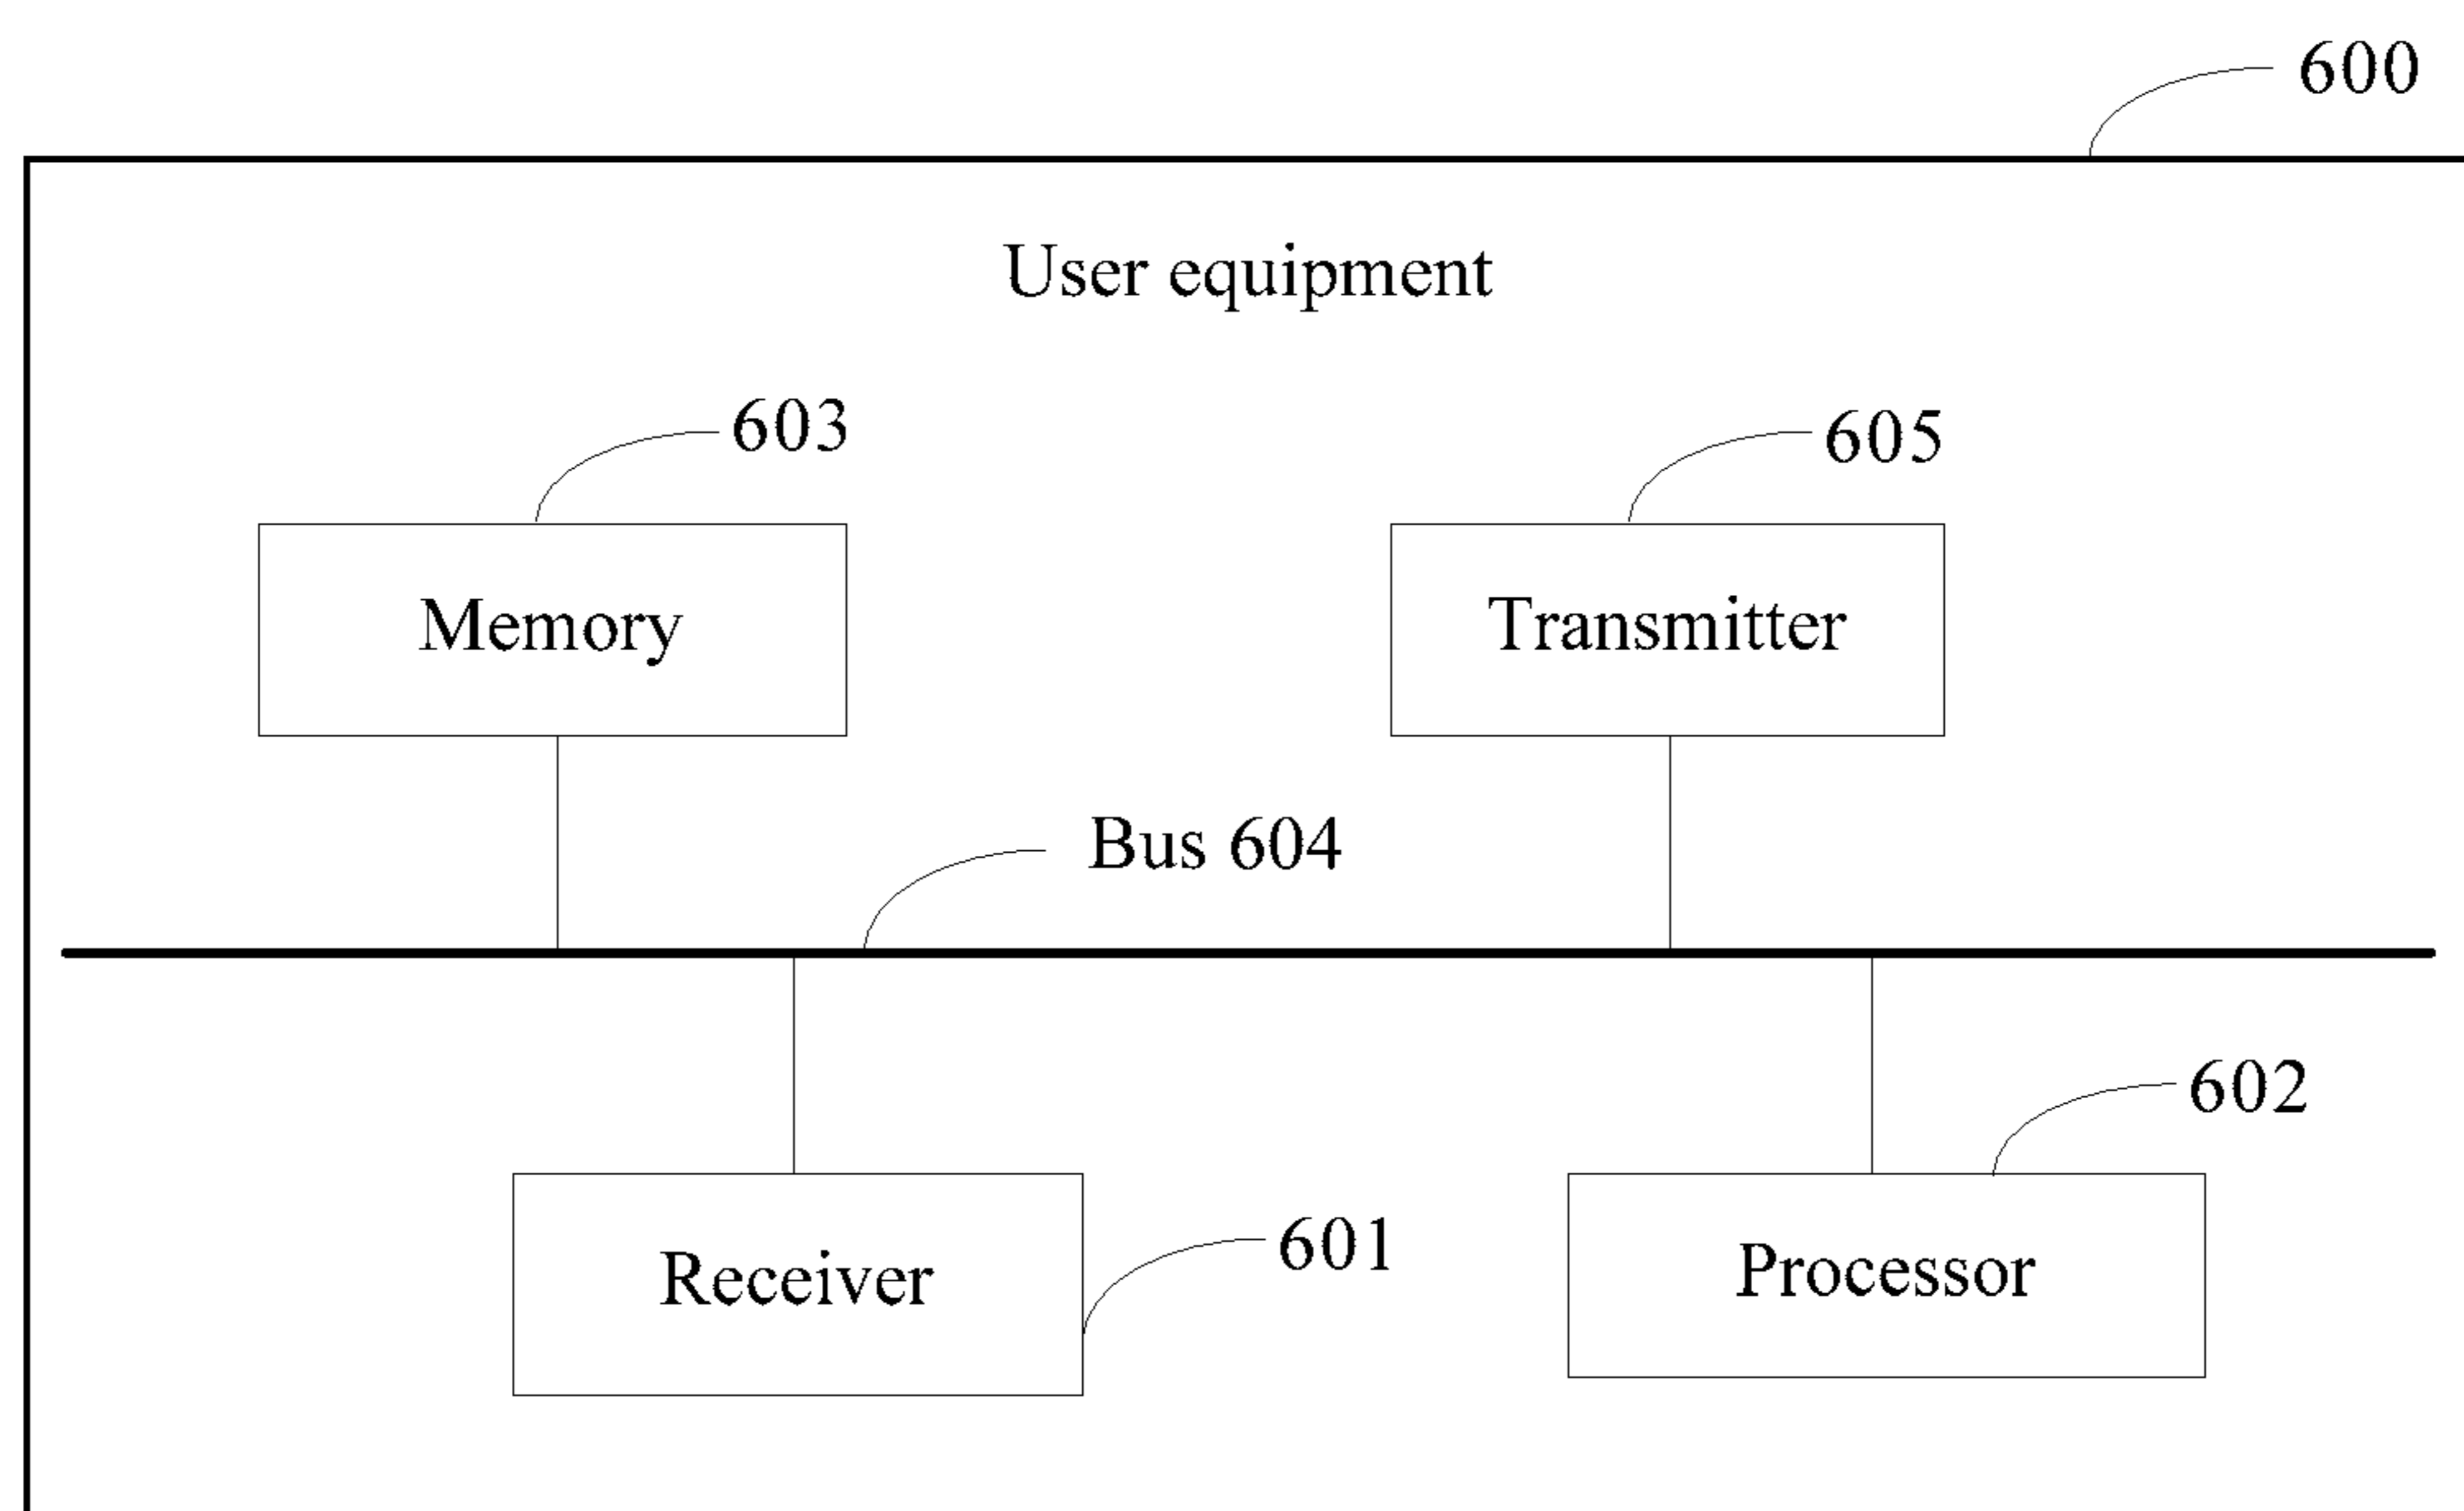 600
User equipment
603
605
Memory
Transmitter
Bus 604
602
601
Receiver
Processor